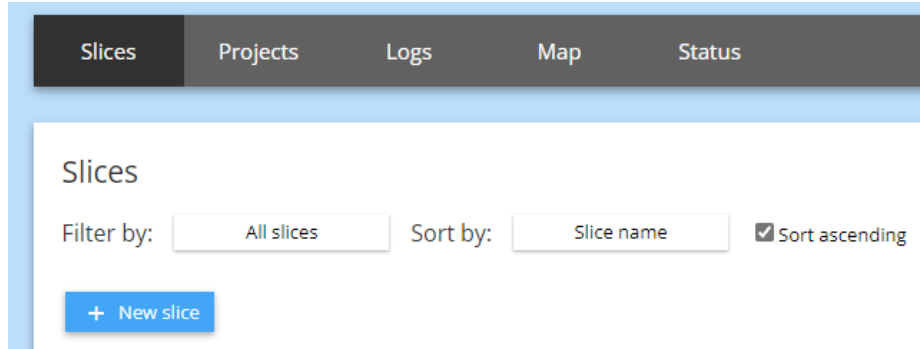 Slices Projects Logs Map Status
Slices
Filter by: All slices Sort by: Slice name Sort ascending
+ New slice